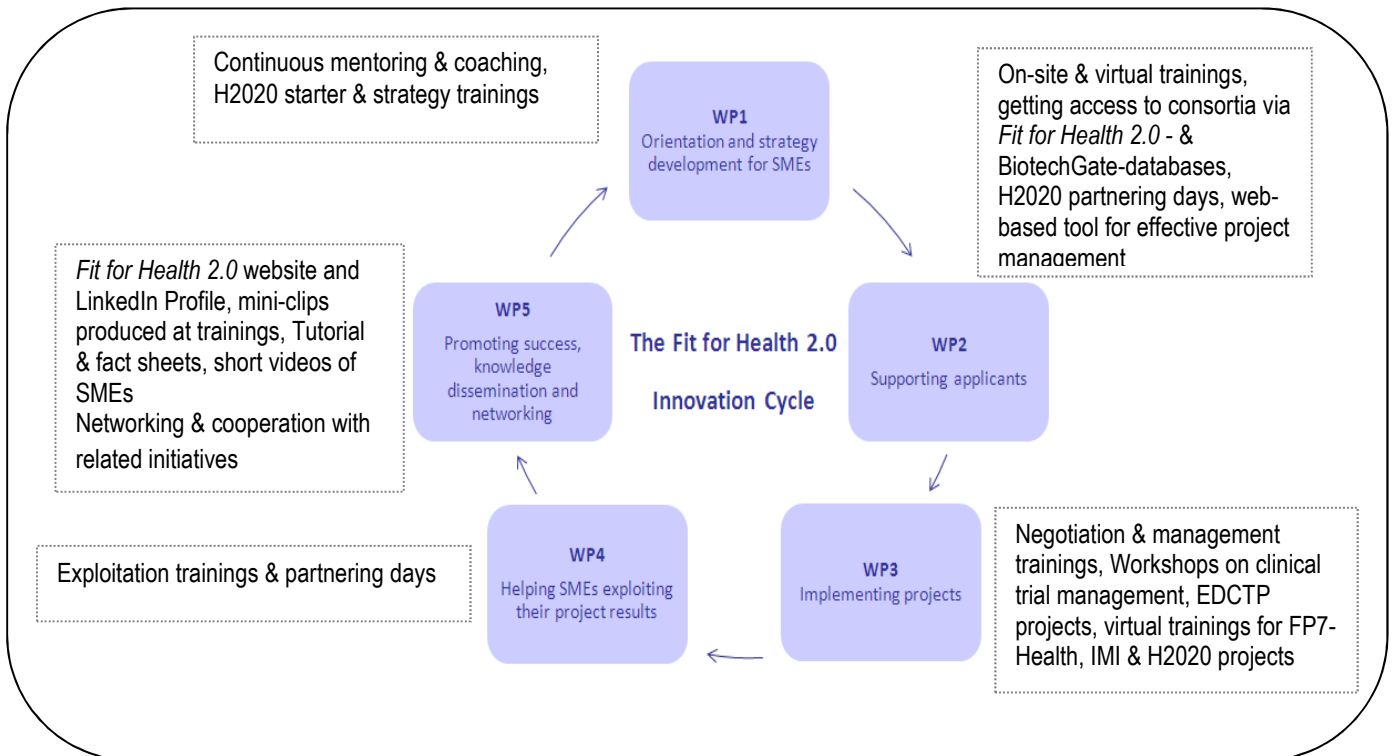 Continuous mentoring & coaching,
H2020 starter & strategy trainings
WP1
Orientation and strategy
development for SMEs
On-site & virtual trainings,
getting access to consortia via
Fit for Health 2.0 - &
BiotechGate-databases,
H2020 partnering days, web-
based tool for effective project
management
Fit for Health 2.0 website and
LinkedIn Profile, mini-clips
produced at trainings, Tutorial
& fact sheets, short videos of
SMEs
Networking & cooperation with
related initiatives
WP5
Promoting success,
knowledge
dissemination and
networking
The Fit for Health 2.0
Innovation Cycle
WP2
Supporting applicants
Exploitation trainings & partnering days
WP4
Helping SMEs exploiting
their project results
WP3
Implementing projects
Negotiation & management
trainings, Workshops on clinical
trial management, EDCTP
projects, virtual trainings for FP7-
Health, IMI & H2020 projects